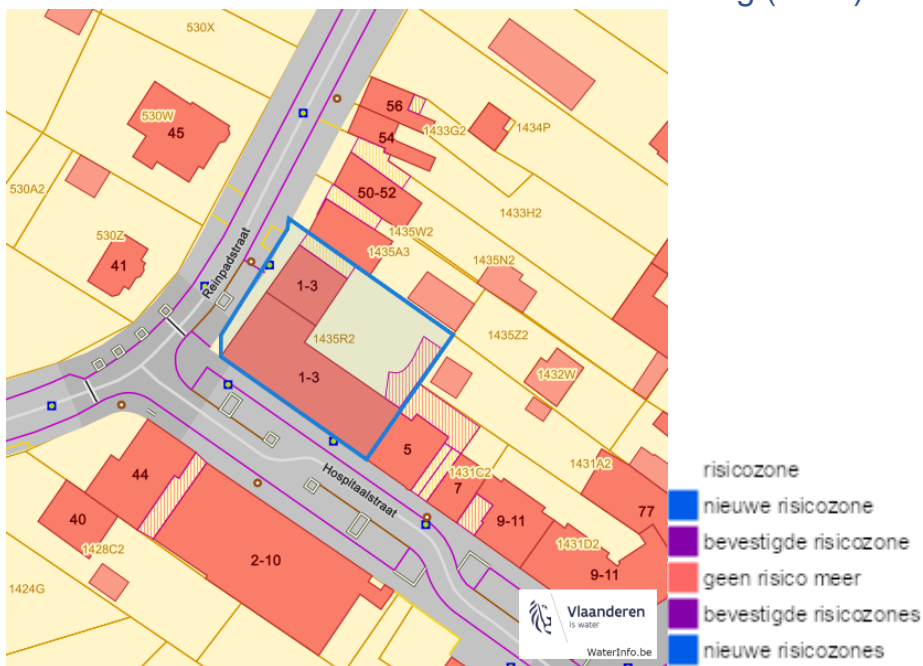 530X
530W
45
56
1433G2
1434P
54
530A2
50-52
1433H2
530Z
1435W2
41
Reinpadstraat
1435A3
1435N2
1-3
1435R2
1435Z2
1-3
1432W
5
Hospitaalstraat
1431C2
1431A2
44
7
77
40
9-11
1428C2
1431D2
2-10
9-11
1424G
Vlaanderen
is water
WaterInfo.be
risicozone
nieuwe risicozone
bevestigde risicozone
geen risico meer
bevestigde risicozones
nieuwe risicozones